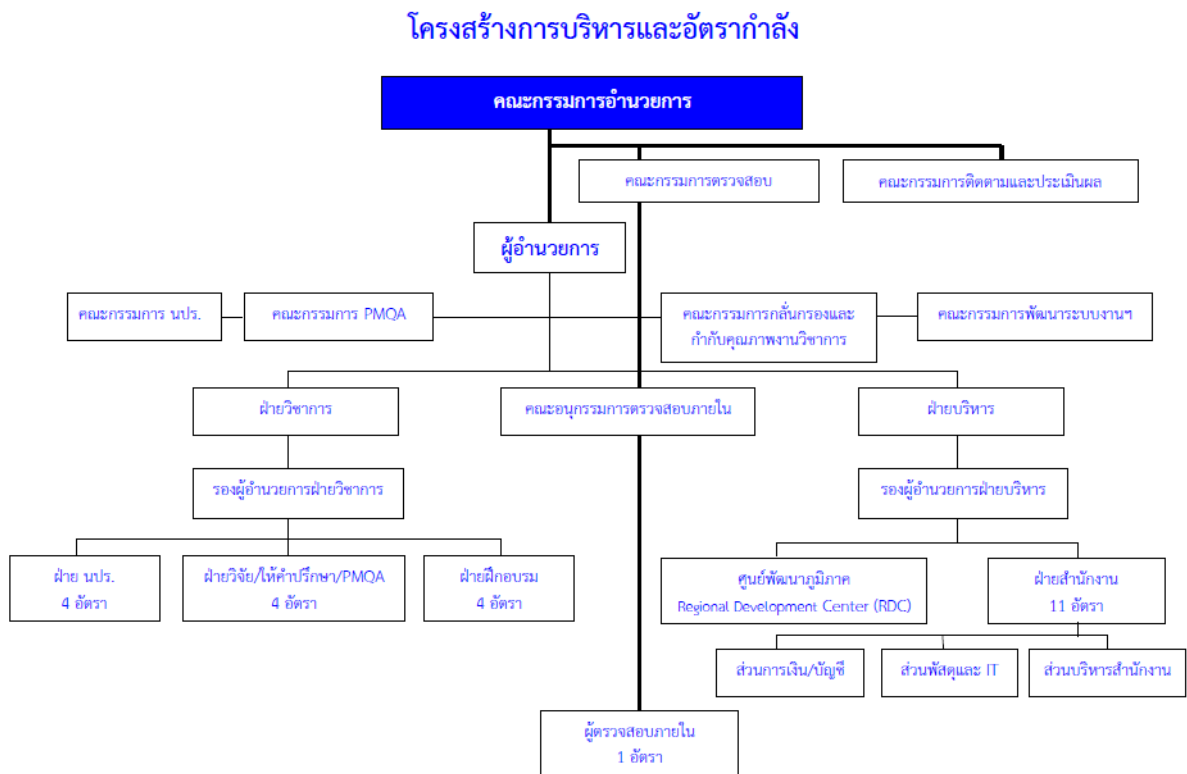 โครงสร้างการบริหารและอัตรากำลัง
คณะกรรมการอำนวยการ
คณะกรรมการตรวจสอบ
คณะกรรมการติดตามและประเมินผล
ผู้อำนวยการ
คณะกรรมการ นปร.
คณะกรรมการ PMQA
คณะกรรมการกลั่นกรองและ
กำกับคุณภาพงานวิชาการ
คณะกรรมการพัฒนาระบบงานฯ
ฝ่ายวิชาการ
คณะอนุกรรมการตรวจสอบภายใน
ฝ่ายบริหาร
รองผู้อำนวยการฝ่ายวิชาการ
รองผู้อำนวยการฝ่ายบริหาร
ฝ่าย นปร.
4 อัตรา
ฝ่ายวิจัย/ให้คำปรึกษา/PMQA
4 อัตรา
ฝ่ายฝึกอบรม
4 อัตรา
ศูนย์พัฒนาภูมิภาค
Regional Development Center (RDC)
ฝ่ายสำนักงาน
11 อัตรา
ส่วนการเงิน/บัญชี
ส่วนพัสดุและ IT
ส่วนบริหารสำนักงาน
ผู้ตรวจสอบภายใน
1 อัตรา